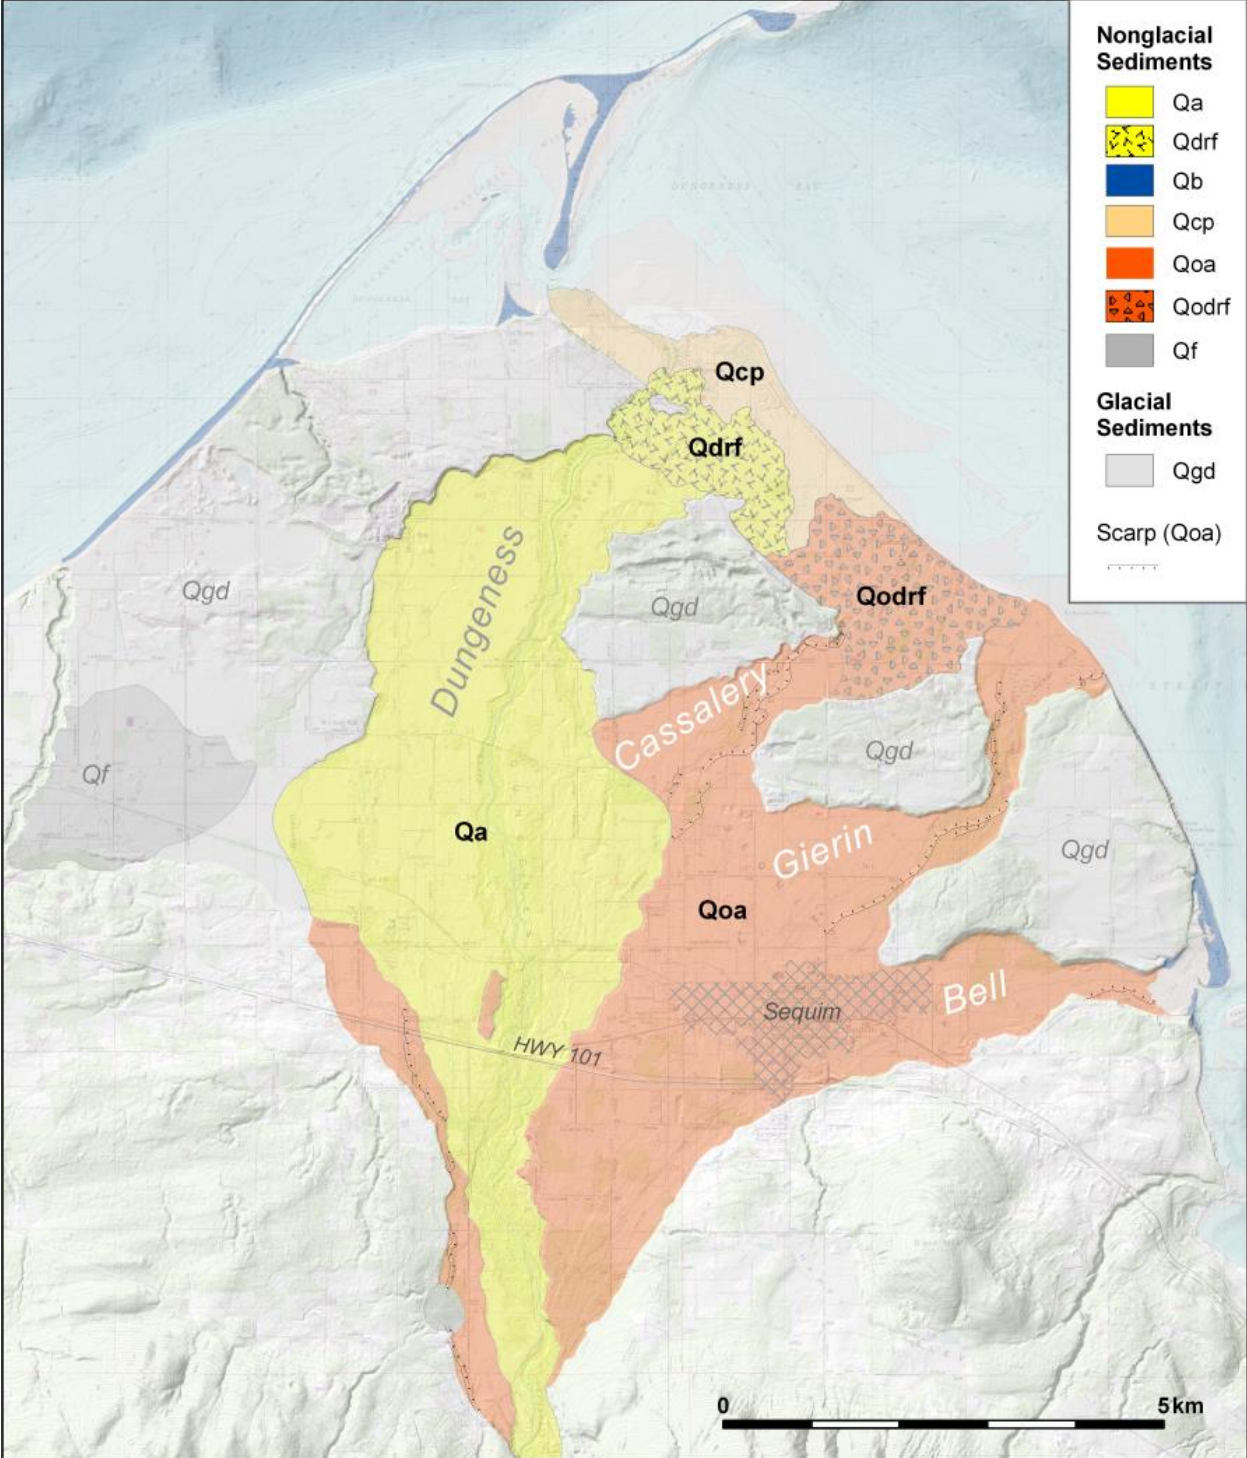 Nonglacial
Sediments
Qa
Qdrf
Qb
Qcp
Qoa
Qodrf
Qf
Glacial
Sediments
Qgd
Scarp (Qoa)
Qcp
Qdrf
Qodrf
Qgd
Qgd
Dungeness
Cassalery
Qgd
Qf
Qa
Gierin
Qgd
Qoa
Bell
Sequim
HWY 101
0 5km